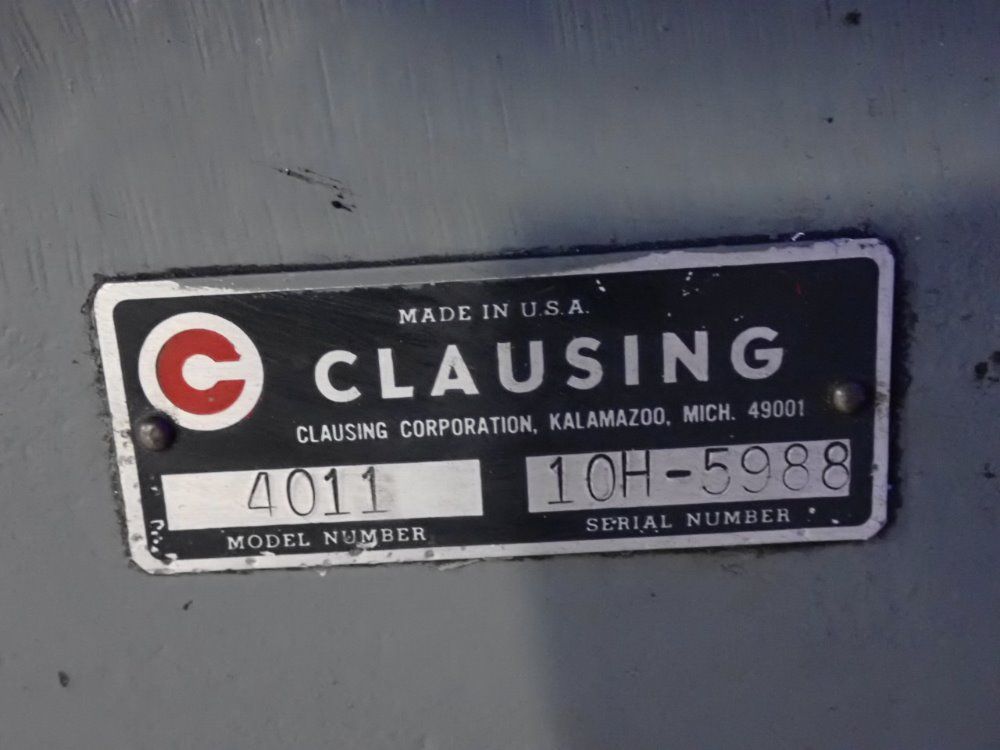 MADE IN U.S.A.
C CLAUSING
CLAUSING CORPORATION, KALAMAZOO, MICH. 49001
4011 10H-5988
MODEL NUMBER SERIAL NUMBER